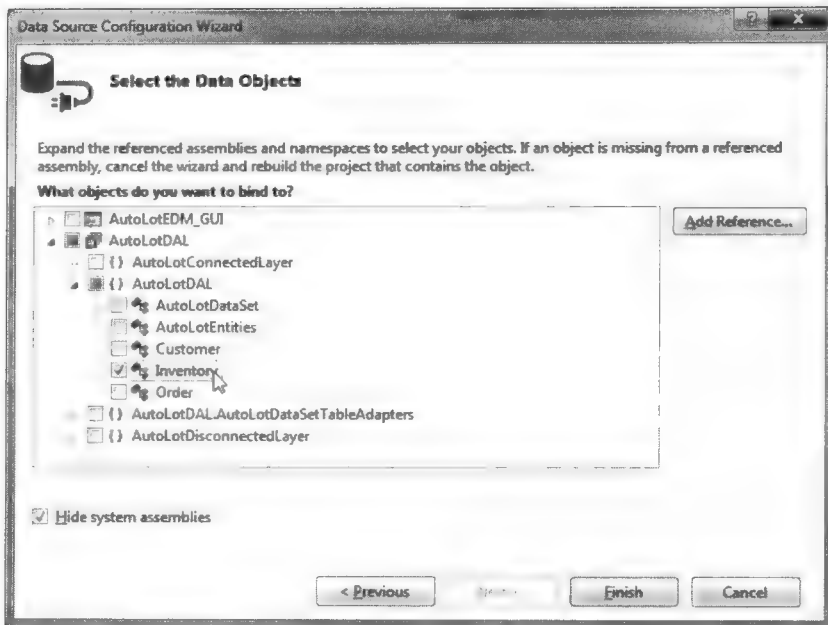 Data Source Configuration Wizard
Select the Data Objects
Expand the referenced assemblies and namespaces to select your objects. If an object is missing from a referenced
assembly, cancel the wizard and rebuild the project that contains the object.
What objects do you want to bind to?
AutoLotEDM_GUI
Add Reference...
AutoLotDAL
{ } AutoLotConnectedLayer
{ } AutoLotDAL
AutoLotDataSet
AutoLotEntities
Customer
Inventory
Order
{ } AutoLotDAL.AutoLotDataSetTableAdapters
{ } AutoLotDisconnectedLayer
Hide system assemblies
< Previous
Finish
Cancel